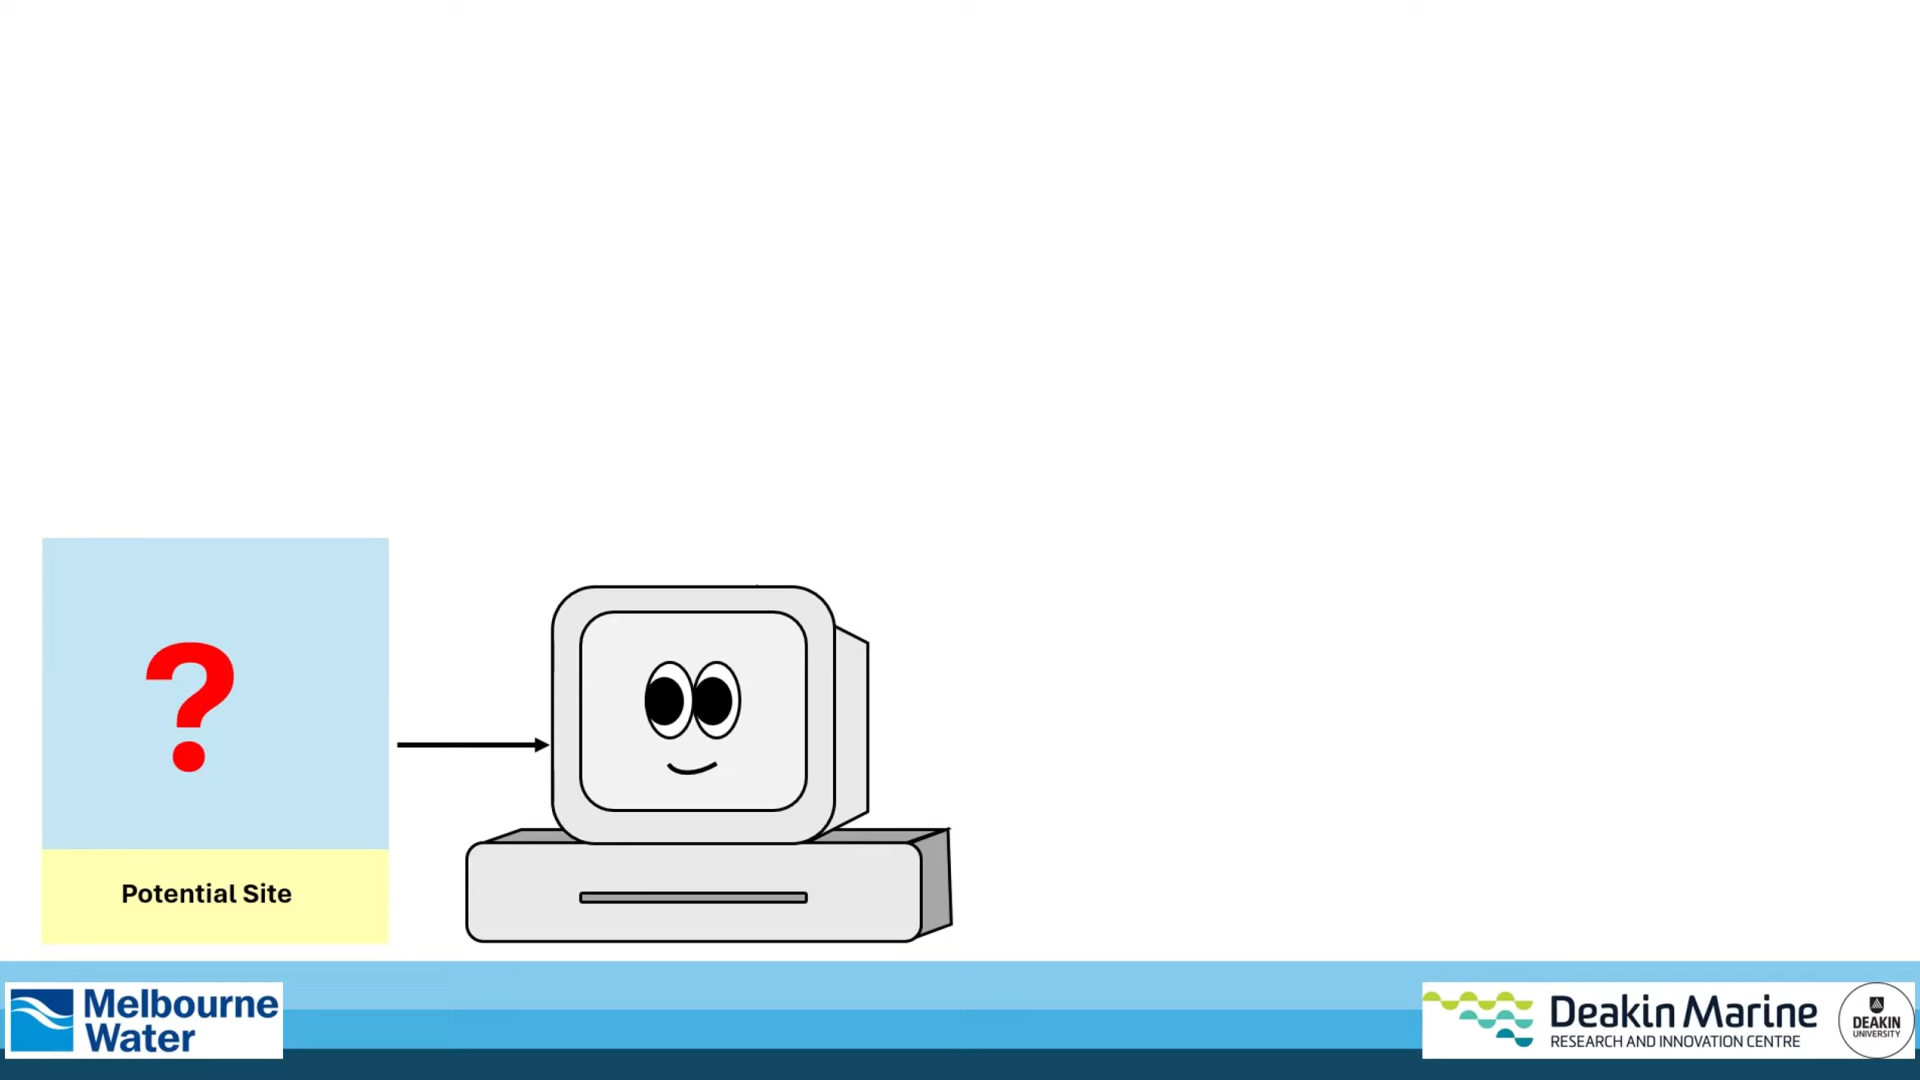 ?
Potential Site
Melbourne
Water
Deakin Marine
RESEARCH AND INNOVATION CENTRE
DEAKIN
UNIVERSITY